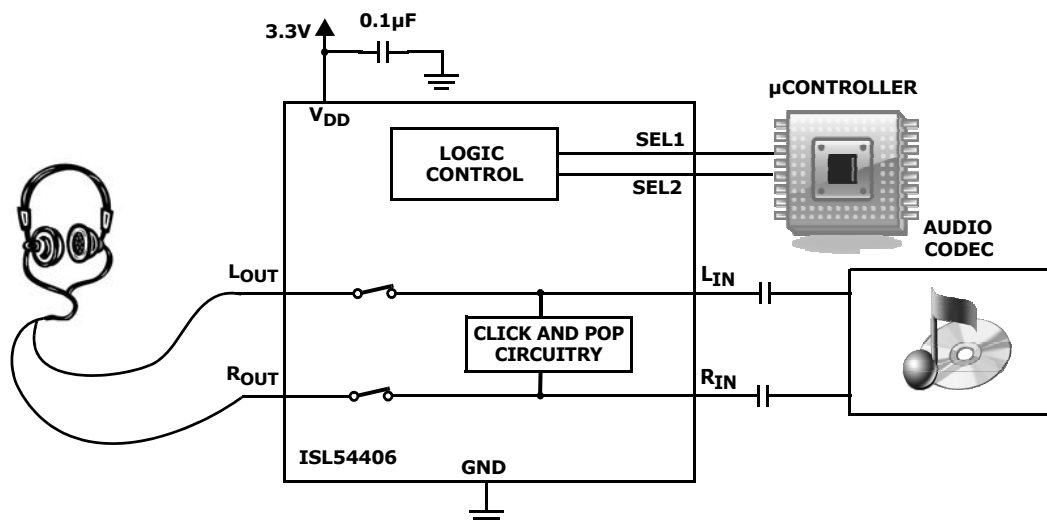 0.1µF
3.3V
VDD
µCONTROLLER
LOGIC
CONTROL
SEL1
SEL2
AUDIO
CODEC
LOUT
LIN
CLICK AND POP
CIRCUITRY
ROUT
RIN
ISL54406
GND